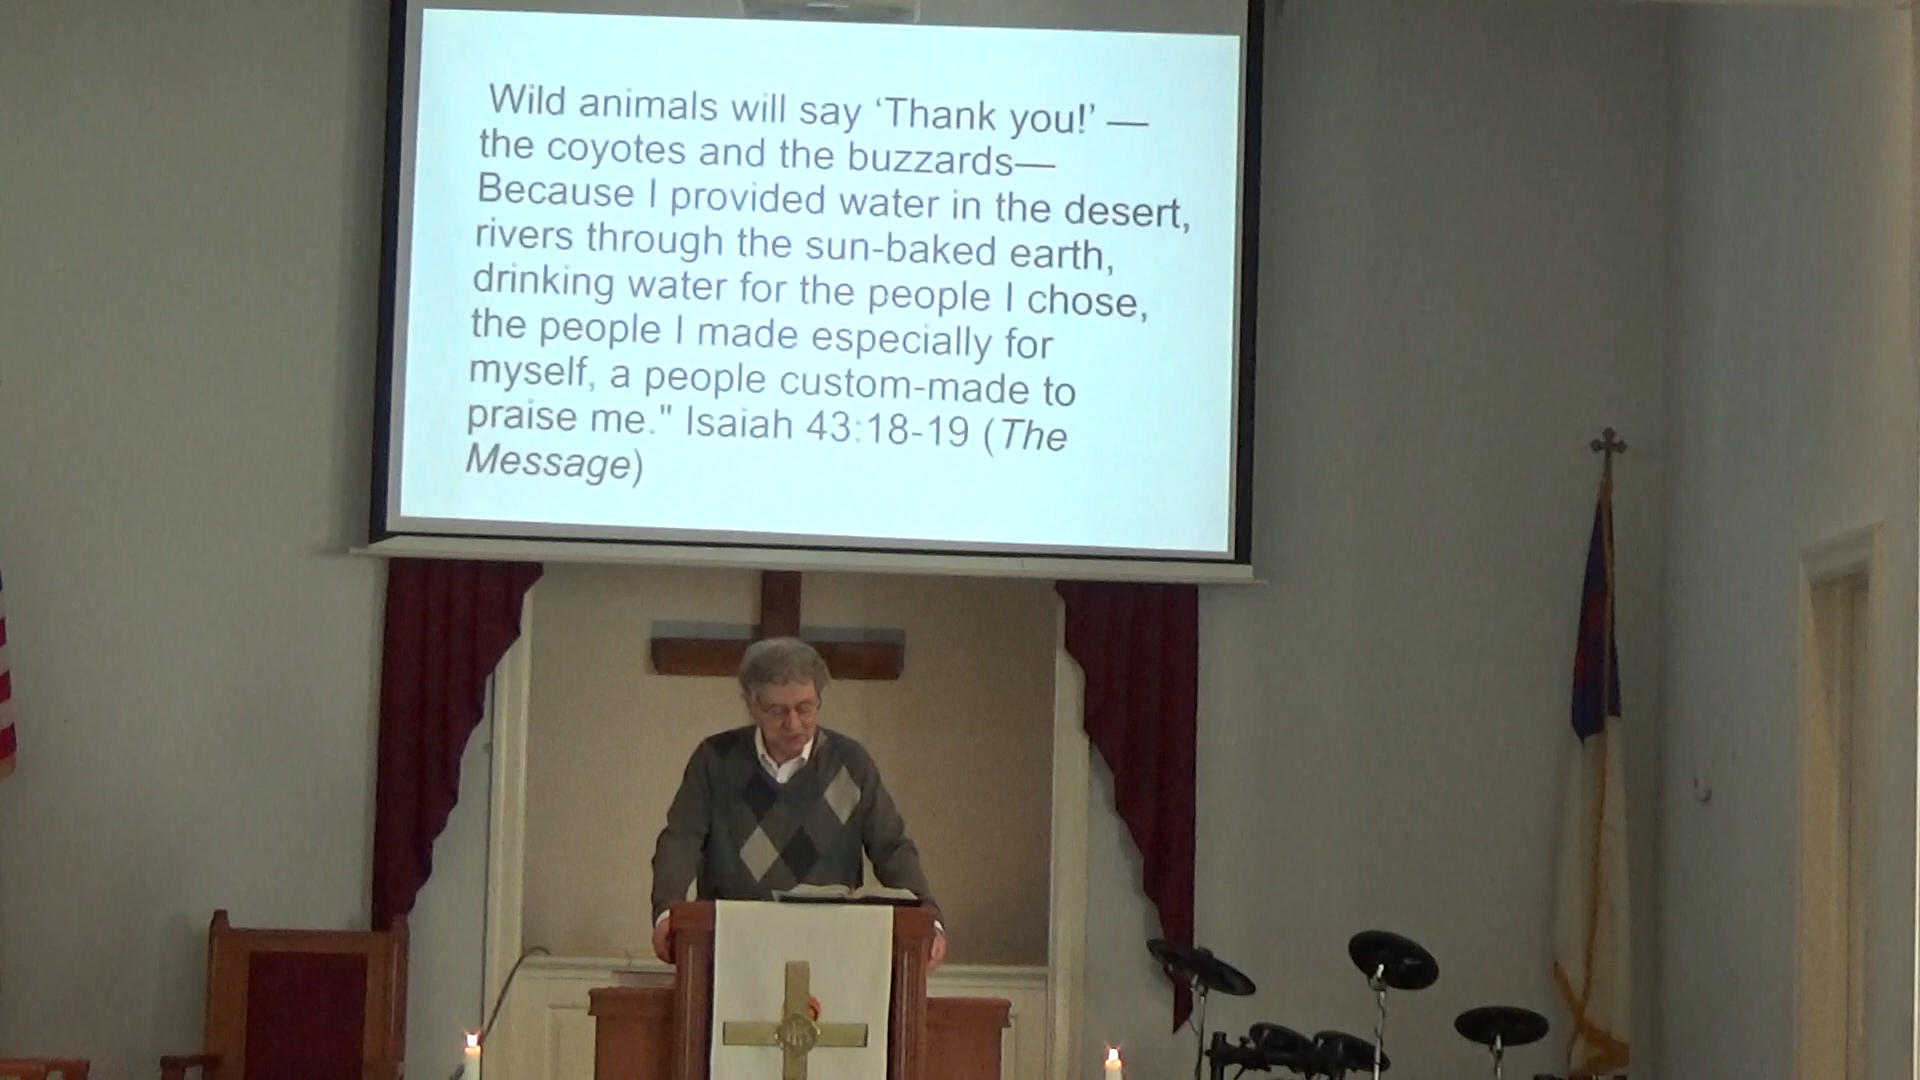 Wild animals will say ‘Thank you!’ —
the coyotes and the buzzards—
Because I provided water in the desert,
rivers through the sun-baked earth,
drinking water for the people I chose,
the people I made especially for
myself, a people custom-made to
praise me." Isaiah 43:18-19 (The
Message)